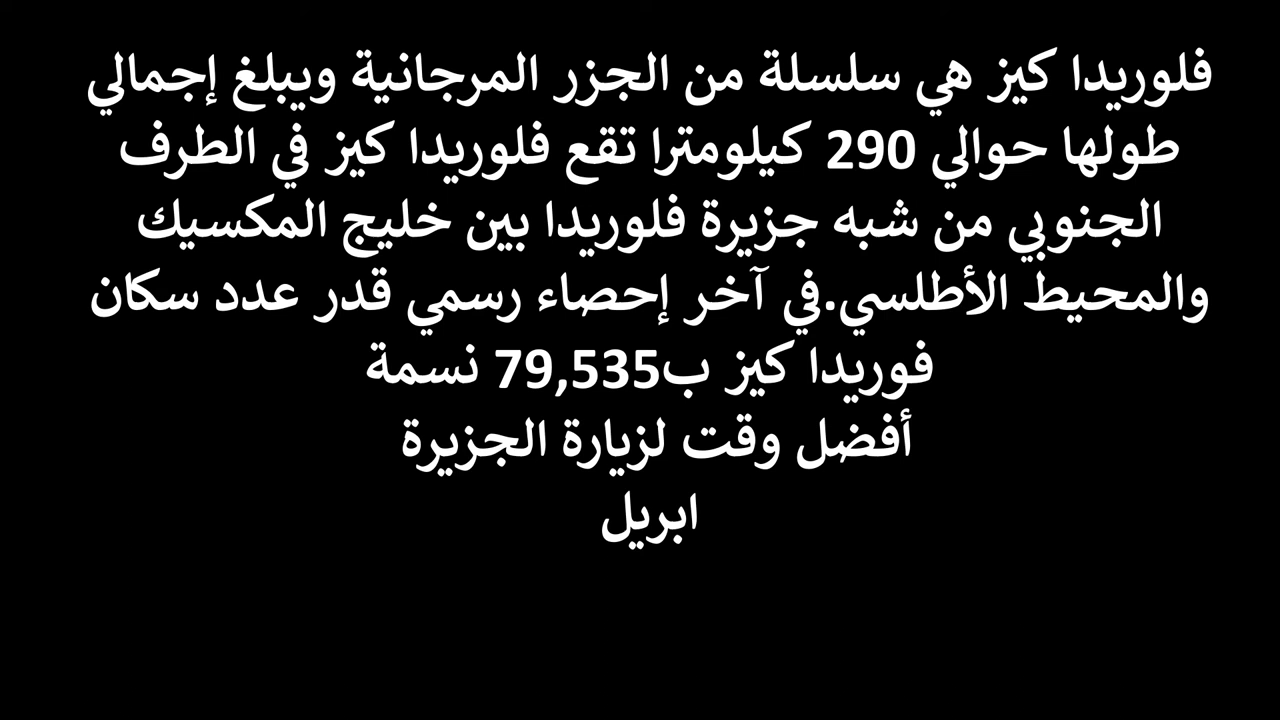 فلوريدا كيز هي سلسلة من الجزر المرجانية ويبلغ إجمالي
طولها حوالي 290 كيلومترا تقع فلوريدا كيز في الطرف
الجنوبي من شبه جزيرة فلوريدا بين خليج المكسيك
والمحيط الأطلسي.في آخر إحصاء رسمي قدر عدد سكان
فوريدا كيز ب79,535 نسمة
أفضل وقت لزيارة الجزيرة
ابريل